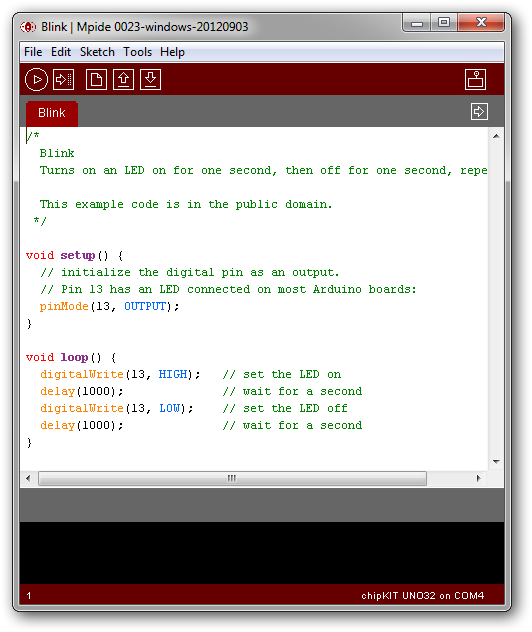 Blink | Mpide 0023-windows-20120903
File Edit Sketch Tools Help
Blink
/*
  Blink
  Turns on an LED on for one second, then off for one second, repe

  This example code is in the public domain.
 */

void setup() {
  // initialize the digital pin as an output.
  // Pin 13 has an LED connected on most Arduino boards:
  pinMode(13, OUTPUT);
}

void loop() {
  digitalWrite(13, HIGH);   // set the LED on
  delay(1000);              // wait for a second
  digitalWrite(13, LOW);    // set the LED off
  delay(1000);              // wait for a second
}
1 chipKIT UNO32 on COM4